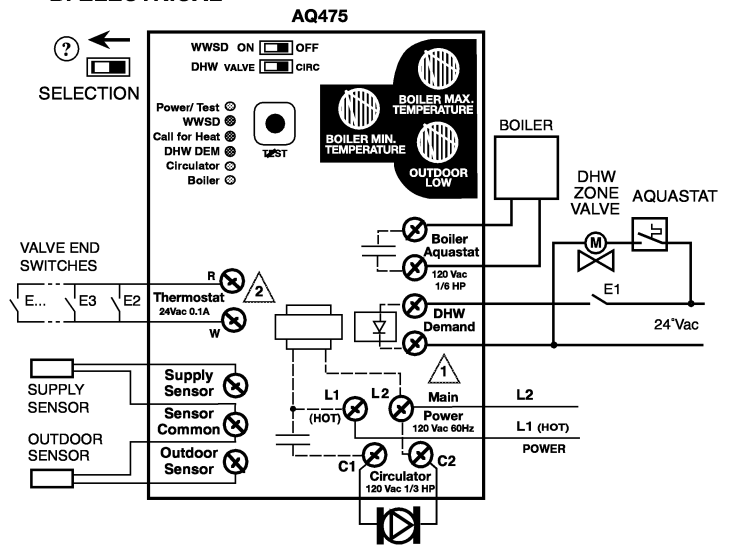 AQ475
?
SELECTION
WWSD ON OFF
DHW VALVE CIRC
Power/ Test
WWSD
Call for Heat
DHW DEM
Circulator
Boiler
TEST
BOILER MAX.
TEMPERATURE
BOILER MIN.
TEMPERATURE
OUTDOOR
LOW
BOILER
DHW
ZONE
VALVE
AQUASTAT
M
Boiler
Aquastat
120 Vac
1/6 HP
VALVE END
SWITCHES
E...
E3
E2
R
Thermostat
24Vac 0.1A
W
2
DHW
Demand
E1
24°Vac
1
SUPPLY
SENSOR
Supply
Sensor
Sensor
Common
OUTDOOR
SENSOR
Outdoor
Sensor
L1
(HOT)
L2
Main
Power
120 Vac 60Hz
L2
L1 (HOT)
POWER
C1
C2
Circulator
120 Vac 1/3 HP